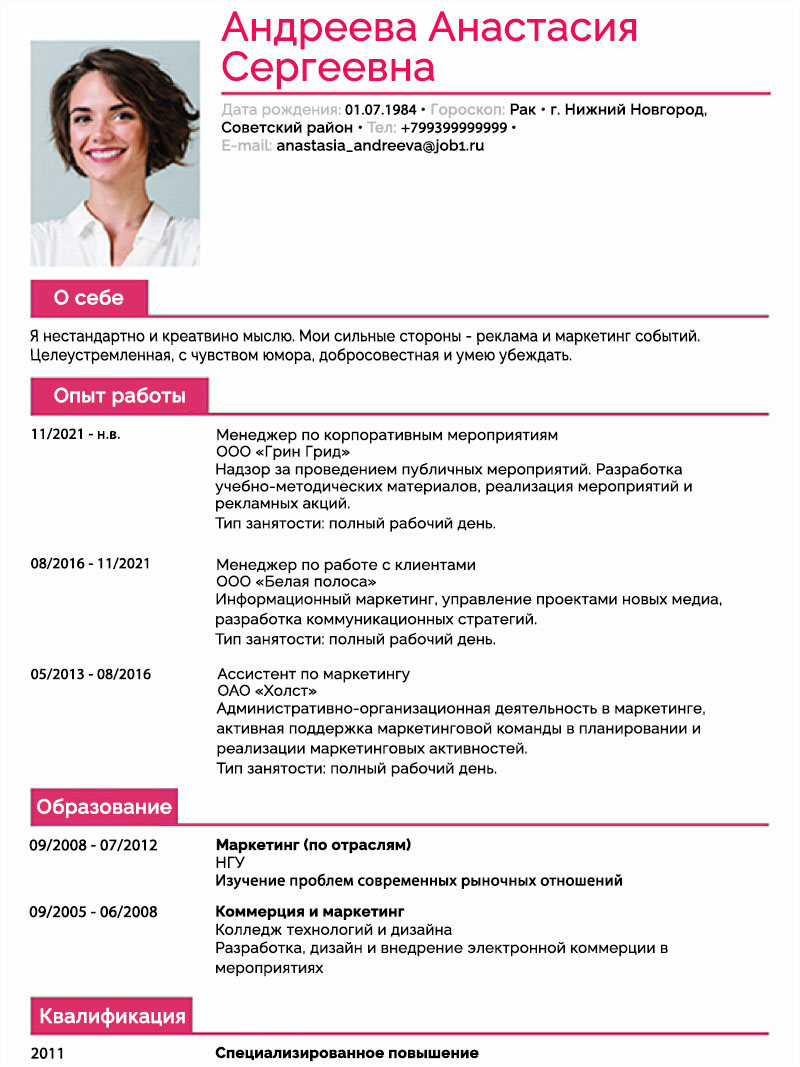 Андреева Анастасия
Сергеевна
Дата рождения: 01.07.1984 • Гороскоп: Рак • г. Нижний Новгород,
Советский район • Тел: +799399999999 •
E-mail: anastasia_andreeva@job1.ru
О себе
Я нестандартно и креатвино мыслю. Мои сильные стороны - реклама и маркетинг событий.
Целеустремленная, с чувством юмора, добросовестная и умею убеждать.
Опыт работы
11/2021 - н.в.
Менеджер по корпоративным мероприятиям
ООО «Грин Грид»
Надзор за проведением публичных мероприятий. Разработка
учебно-методических материалов, реализация мероприятий и
рекламных акций.
Тип занятости: полный рабочий день.
08/2016 - 11/2021
Менеджер по работе с клиентами
ООО «Белая полоса»
Информационный маркетинг, управление проектами новых медиа,
разработка коммуникационных стратегий.
Тип занятости: полный рабочий день.
05/2013 - 08/2016
Ассистент по маркетингу
ОАО «Холст»
Административно-организационная деятельность в маркетинге,
активная поддержка маркетинговой команды в планировании и
реализации маркетинговых активностей.
Тип занятости: полный рабочий день.
Образование
09/2008 - 07/2012
Маркетинг (по отраслям)
НГУ
Изучение проблем современных рыночных отношений
09/2005 - 06/2008
Коммерция и маркетинг
Колледж технологий и дизайна
Разработка, дизайн и внедрение электронной коммерции в
мероприятиях
Квалификация
2011
Специализированное повышение